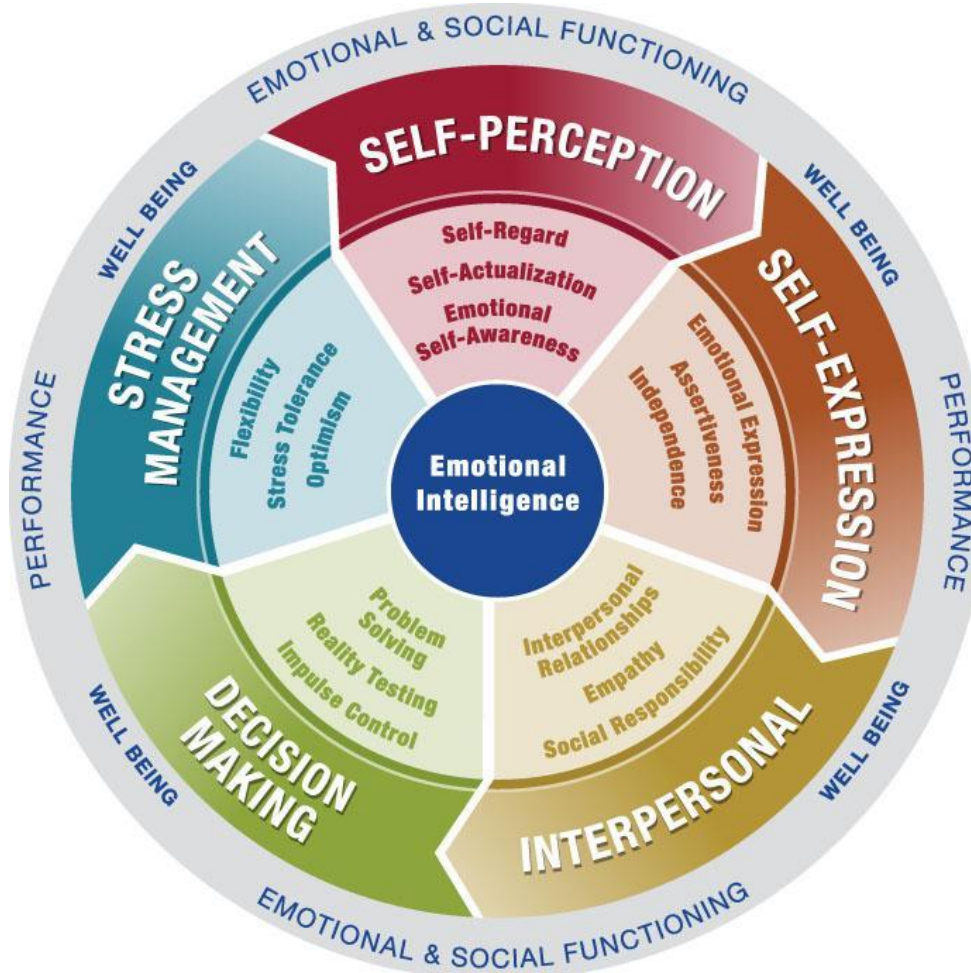 EMOTIONAL & SOCIAL FUNCTIONING
WELL BEING
WELL BEING
PERFORMANCE
PERFORMANCE
WELL BEING
WELL BEING
EMOTIONAL & SOCIAL FUNCTIONING
SELF-PERCEPTION
Self-Regard
Self-Actualization
Emotional
Self-Awareness
SELF-EXPRESSION
Emotional Expression
Assertiveness
Independence
INTERPERSONAL
Interpersonal
Relationships
Empathy
Social Responsibility
DECISION
MAKING
Problem
Solving
Reality Testing
Impulse Control
STRESS
MANAGEMENT
Flexibility
Stress Tolerance
Optimism
Emotional
Intelligence